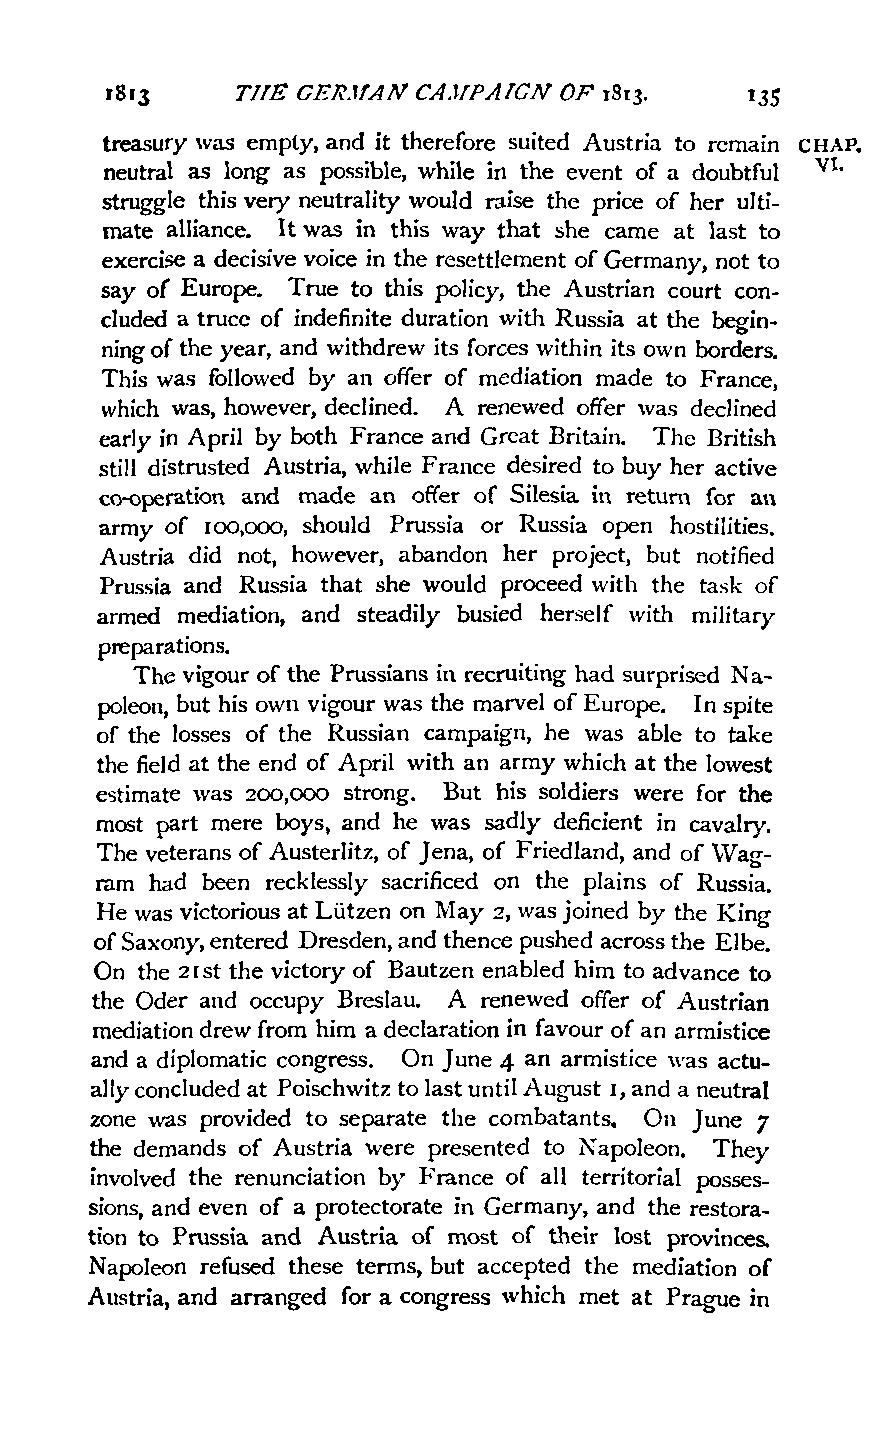 1813 THE GERMAN CAMPAIGN OF 1813. 135
treasury was empty, and it therefore suited Austria to remain CHAP.
neutral as long as possible, while in the event of a doubtful VI.
struggle this very neutrality would raise the price of her ulti-
mate alliance. It was in this way that she came at last to
exercise a decisive voice in the resettlement of Germany, not to
say of Europe. True to this policy, the Austrian court con-
cluded a truce of indefinite duration with Russia at the begin-
ning of the year, and withdrew its forces within its own borders.
This was followed by an offer of mediation made to France,
which was, however, declined. A renewed offer was declined
early in April by both France and Great Britain. The British
still distrusted Austria, while France desired to buy her active
co-operation and made an offer of Silesia in return for an
army of 100,000, should Prussia or Russia open hostilities.
Austria did not, however, abandon her project, but notified
Prussia and Russia that she would proceed with the task of
armed mediation, and steadily busied herself with military
preparations.
The vigour of the Prussians in recruiting had surprised Na-
poleon, but his own vigour was the marvel of Europe. In spite
of the losses of the Russian campaign, he was able to take
the field at the end of April with an army which at the lowest
estimate was 200,000 strong. But his soldiers were for the
most part mere boys, and he was sadly deficient in cavalry.
The veterans of Austerlitz, of Jena, of Friedland, and of Wag-
ram had been recklessly sacrificed on the plains of Russia.
He was victorious at Lützen on May 2, was joined by the King
of Saxony, entered Dresden, and thence pushed across the Elbe.
On the 21st the victory of Bautzen enabled him to advance to
the Oder and occupy Breslau. A renewed offer of Austrian
mediation drew from him a declaration in favour of an armistice
and a diplomatic congress. On June 4 an armistice was actu-
ally concluded at Poischwitz to last until August 1, and a neutral
zone was provided to separate the combatants. On June 7
the demands of Austria were presented to Napoleon. They
involved the renunciation by France of all territorial posses-
sions, and even of a protectorate in Germany, and the restora-
tion to Prussia and Austria of most of their lost provinces.
Napoleon refused these terms, but accepted the mediation of
Austria, and arranged for a congress which met at Prague in